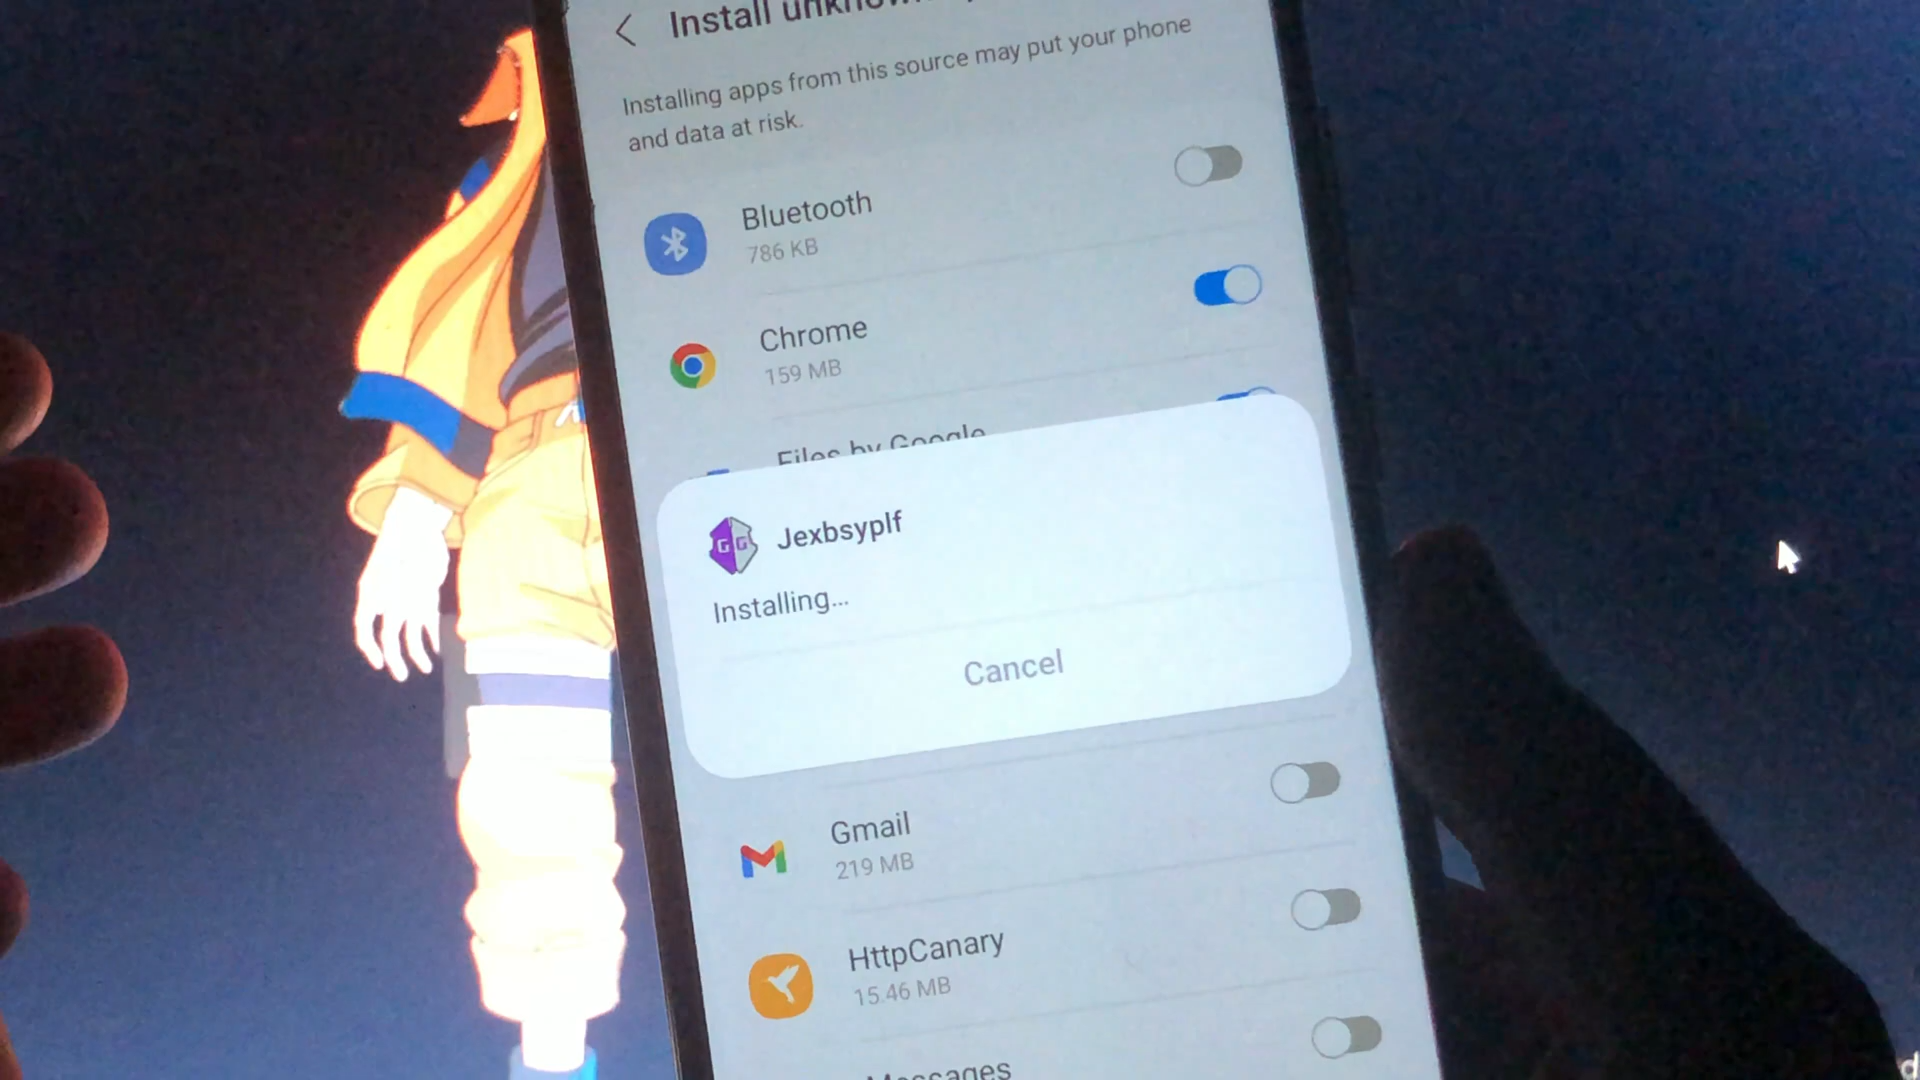 Install unknown
Installing apps from this source may put your phone
and data at risk.
Bluetooth
786 KB
Chrome
159 MB
Files by Google
GG
Jexbsyplf
Installing...
Cancel
Gmail
219 MB
HttpCanary
15.46 MB
Messages
d